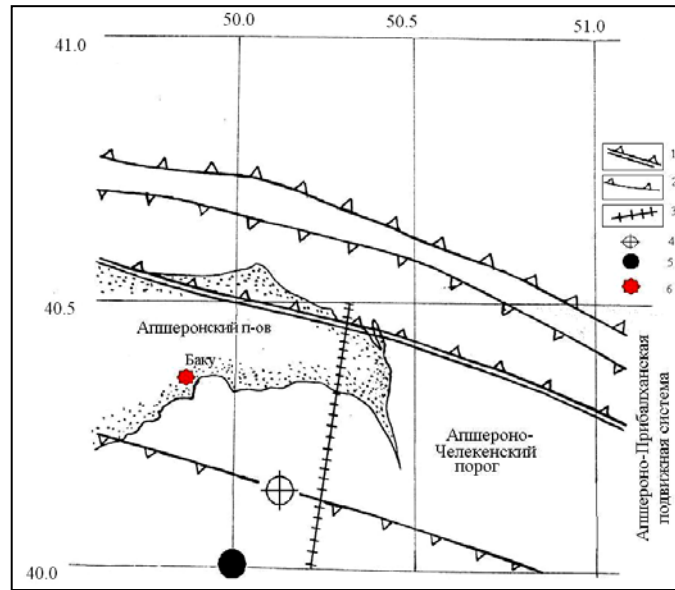 50.0 50.5 51.0
41.0
1
2
3
4
5
6
40.5
Апшеронский п-ов
Баку
Апшероно-
Челекенский
порог
Апшероно-Прибалханская
подвижная система
40.0